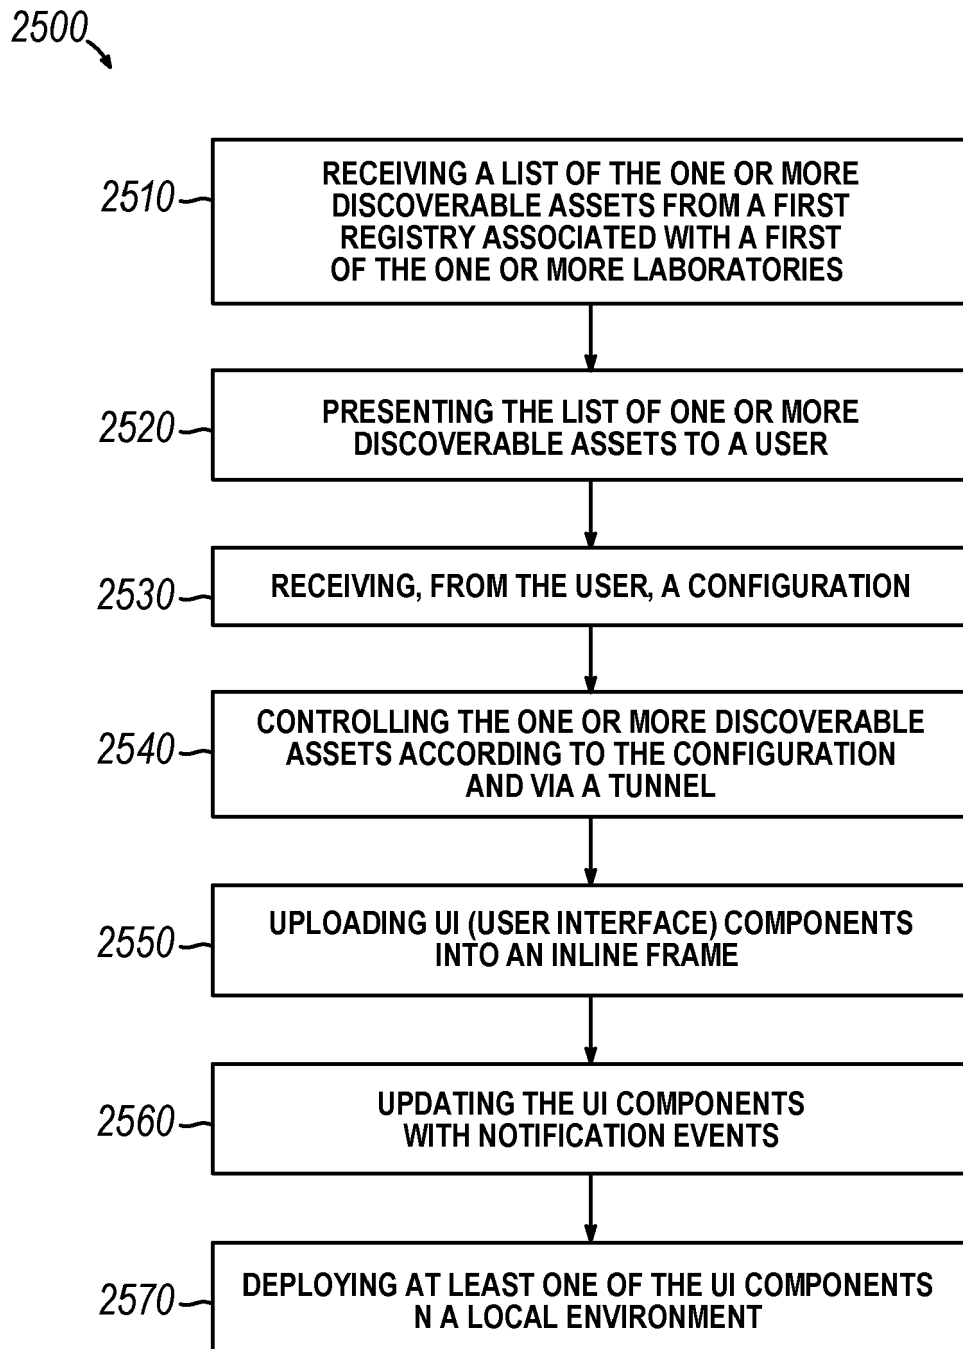 2500
2510
RECEIVING A LIST OF THE ONE OR MORE
DISCOVERABLE ASSETS FROM A FIRST
REGISTRY ASSOCIATED WITH A FIRST
OF THE ONE OR MORE LABORATORIES
2520
PRESENTING THE LIST OF ONE OR MORE
DISCOVERABLE ASSETS TO A USER
2530
RECEIVING, FROM THE USER, A CONFIGURATION
2540
CONTROLLING THE ONE OR MORE DISCOVERABLE
ASSETS ACCORDING TO THE CONFIGURATION
AND VIA A TUNNEL
2550
UPLOADING UI (USER INTERFACE) COMPONENTS
INTO AN INLINE FRAME
2560
UPDATING THE UI COMPONENTS
WITH NOTIFICATION EVENTS
2570
DEPLOYING AT LEAST ONE OF THE UI COMPONENTS
N A LOCAL ENVIRONMENT